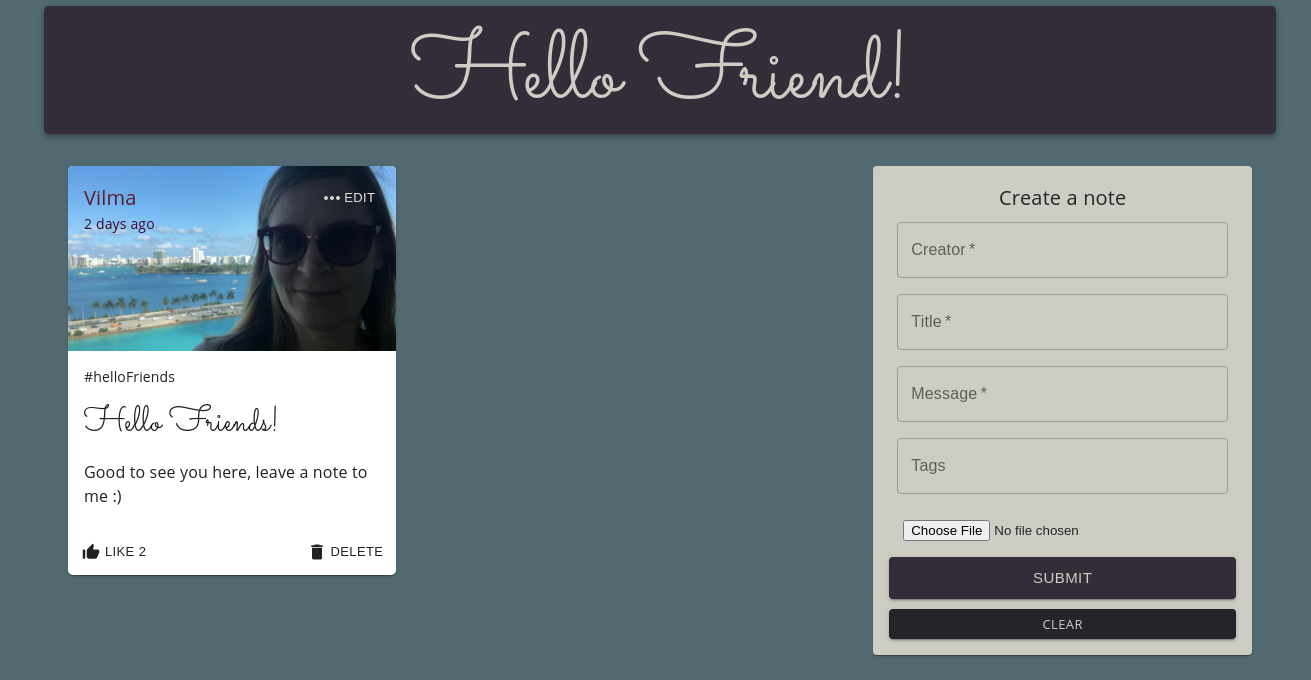 Hello Friend!
Vilma
••• EDIT
2 days ago
#helloFriends
Hello Friends!
Good to see you here, leave a note to
me :)
LIKE 2
DELETE
Create a note
Creator *
Title *
Message *
Tags
Choose File No file chosen
SUBMIT
CLEAR